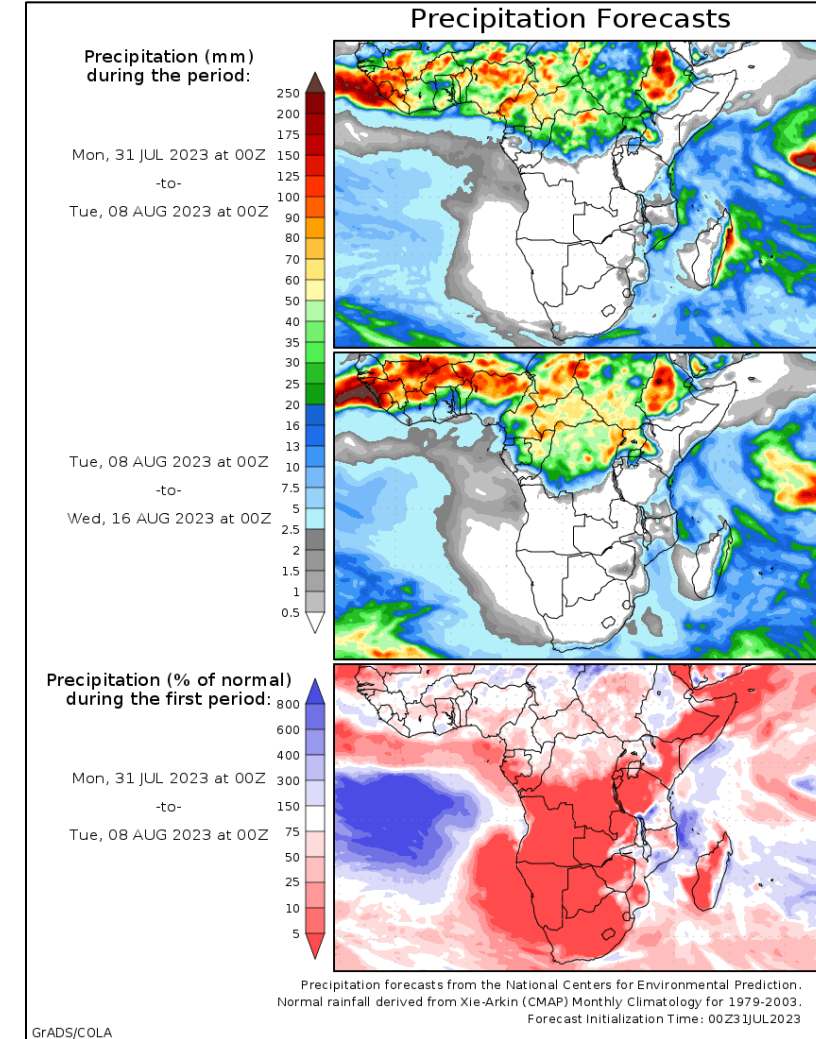 Precipitation Forecasts
Precipitation (mm)
during the period:
Mon, 31 JUL 2023 at 00Z
-to-
Tue, 08 AUG 2023 at 00Z
250
200
175
150
125
100
90
80
70
60
50
40
35
30
25
20
16
13
10
7.5
5
2.5
2
1.5
1
0.5
Tue, 08 AUG 2023 at 00Z
-to-
Wed, 16 AUG 2023 at 00Z
Precipitation (% of normal)
during the first period:
Mon, 31 JUL 2023 at 00Z
-to-
Tue, 08 AUG 2023 at 00Z
800
600
400
300
150
75
50
25
10
5
Precipitation forecasts from the National Centers for Environmental Prediction.
Normal rainfall derived from Xie-Arkin (CMAP) Monthly Climatology for 1979-2003.
Forecast Initialization Time: 00Z31JUL2023
GrADS/COLA